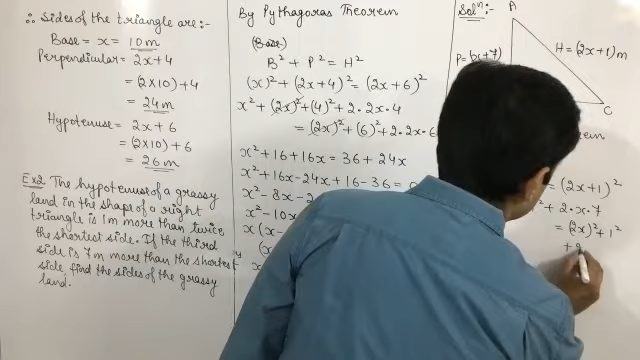 ∴ Sides of the triangle are:-
Base = x = 10m
Perpendicular = 2x+4
= (2×10)+4
= 24m
Hypotenuse = 2x+6
= (2×10)+6
= 26m
Ex2. The hypotenuse of a grassy
land in the shape of a right
triangle is 1m more than twice
the shortest side. If the third
side is 7m more than the shortest
side, find the sides of the grassy
land.
By Pythagoras Theorem
(Base)
B² + P² = H²
(x)² + (2x+4)² = (2x+6)²
x² + (2x)² + (4)² + 2·2x·4
= (2x)² + (6)² + 2·2x·6
x² + 16 + 16x = 36 + 24x
x² + 16x - 24x + 16 - 36 =
x² - 8x - 2
x² - 10x
x(x-
(x
x
Solⁿ:-
A
P = (x+7)
H = (2x+1)m
C
= (2x+1)²
+ 2·x·7
= (2x)² + 1²
+